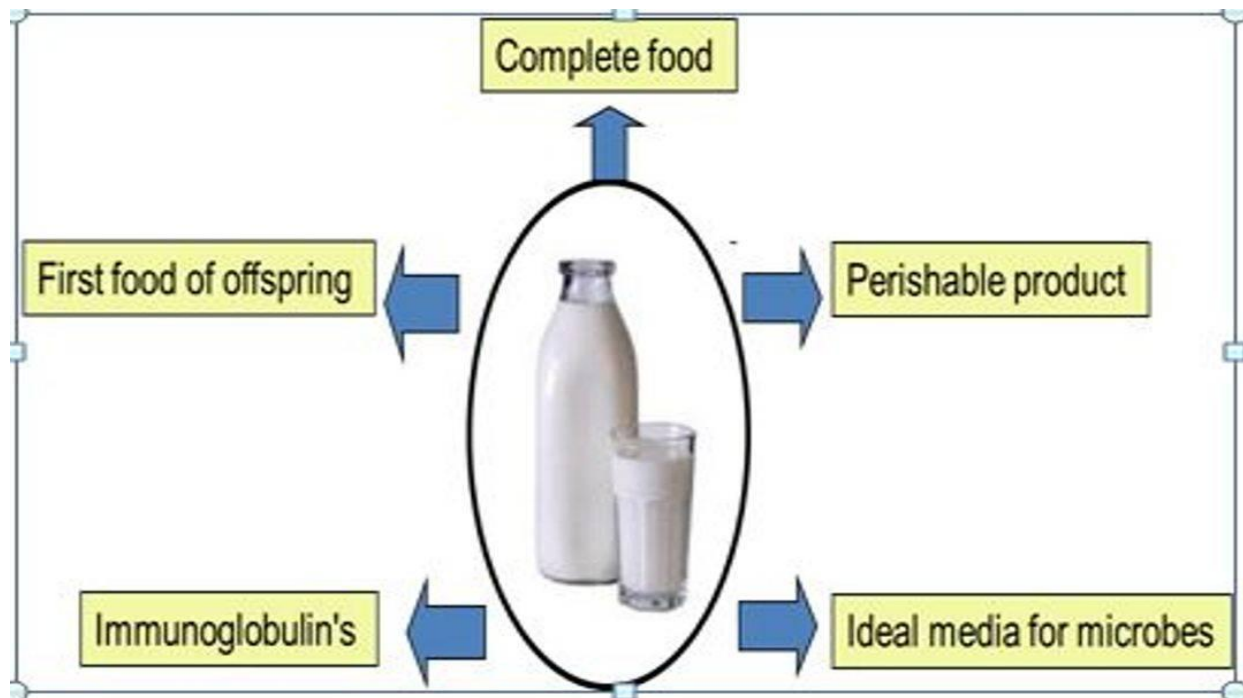 Complete food
First food of offspring
Perishable product
Immunoglobulin's
Ideal media for microbes